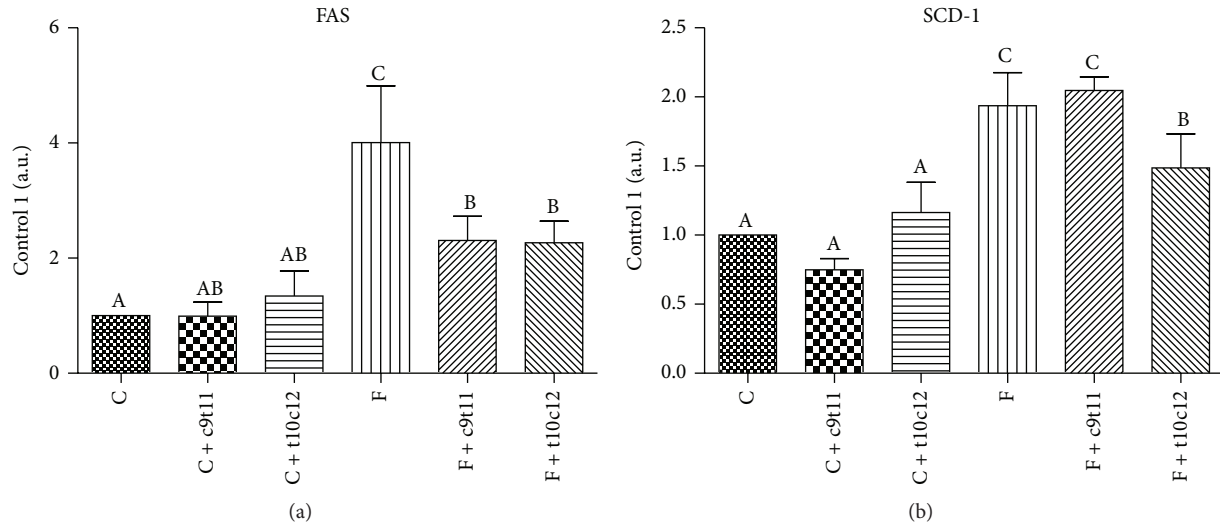 FAS
Control 1 (a.u.)
6
4
2
0
A
AB
AB
C
B
B
C
C + c9t11
C + t10c12
F
F + c9t11
F + t10c12
(a)
SCD-1
Control 1 (a.u.)
2.5
2.0
1.5
1.0
0.5
0.0
A
A
A
C
C
B
C
C + c9t11
C + t10c12
F
F + c9t11
F + t10c12
(b)